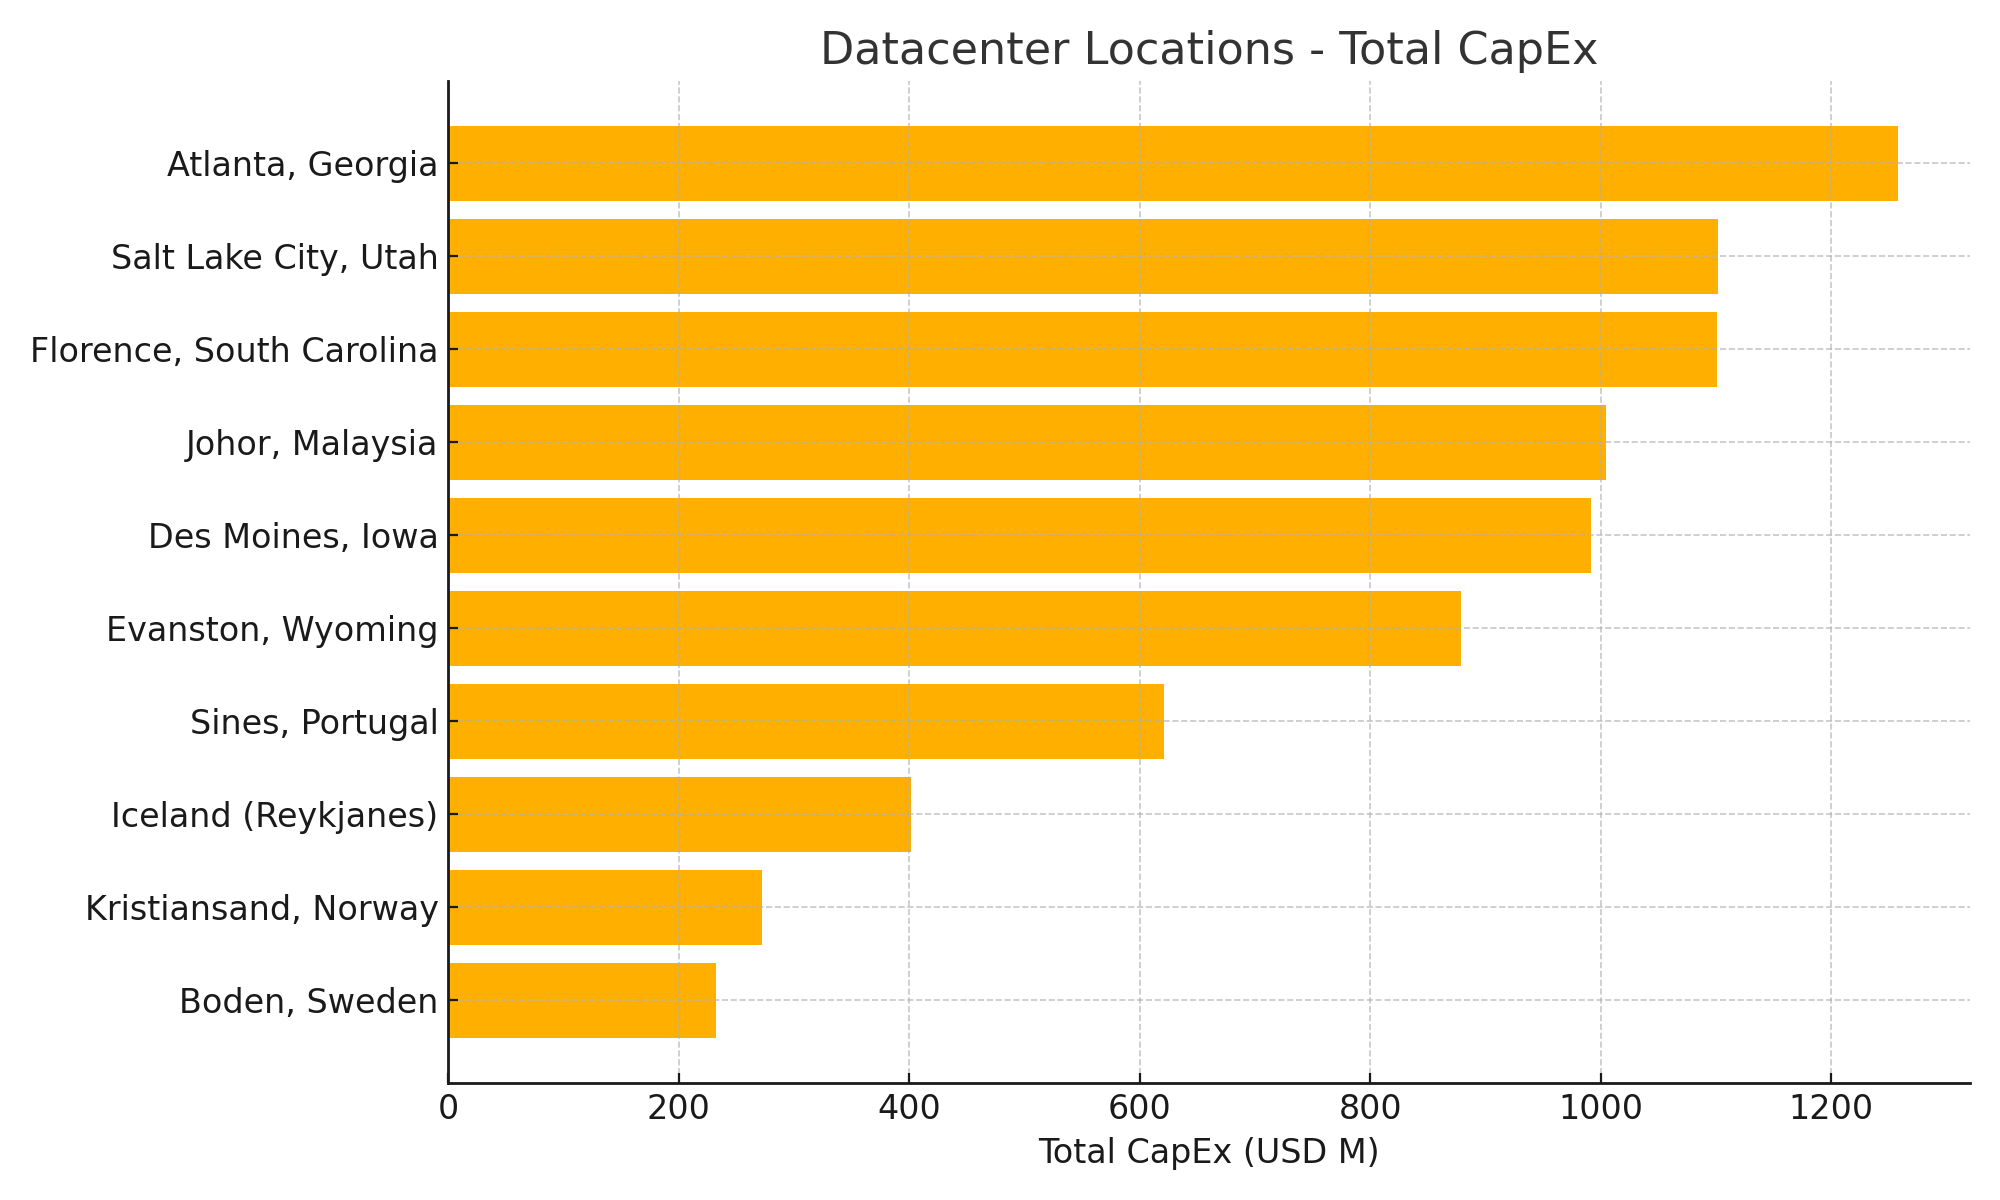 Datacenter Locations - Total CapEx
Atlanta, Georgia
Salt Lake City, Utah
Florence, South Carolina
Johor, Malaysia
Des Moines, Iowa
Evanston, Wyoming
Sines, Portugal
Iceland (Reykjanes)
Kristiansand, Norway
Boden, Sweden
0 200 400 600 800 1000 1200
Total CapEx (USD M)